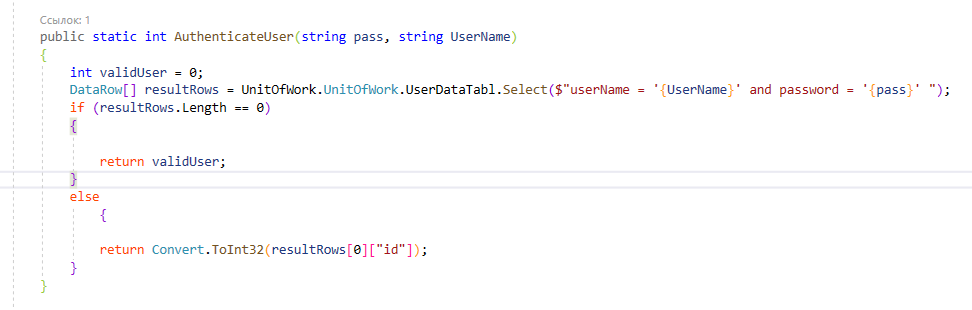 Ссылок: 1
public static int AuthenticateUser(string pass, string UserName)
{
int validUser = 0;
DataRow[] resultRows = UnitOfWork.UnitOfWork.UserDataTabl.Select($"userName = '{UserName}' and password = '{pass}' ");
if (resultRows.Length == 0)
{
return validUser;
}
else
{
return Convert.ToInt32(resultRows[0]["id"]);
}
}